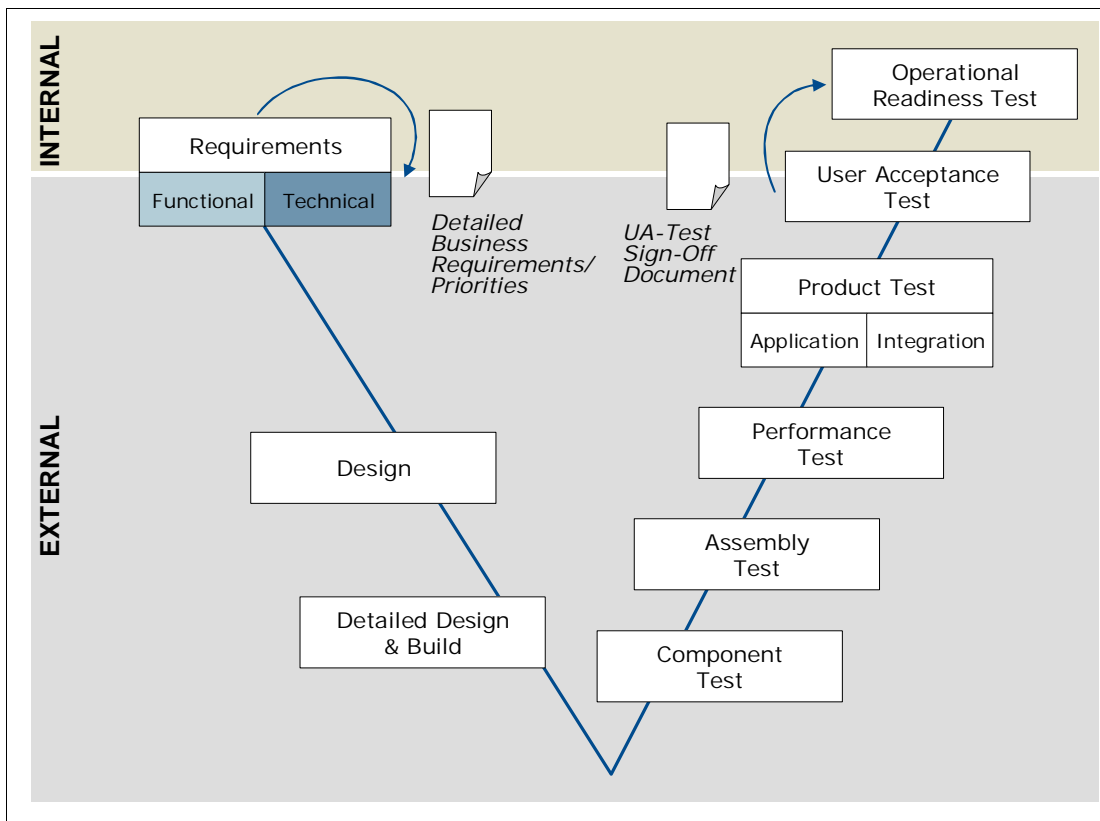 INTERNAL
EXTERNAL
Requirements
Functional
Technical
Detailed
Business
Requirements/
Priorities
UA-Test
Sign-Off
Document
Operational
Readiness Test
User Acceptance
Test
Product Test
Application
Integration
Performance
Test
Assembly
Test
Component
Test
Design
Detailed Design
& Build